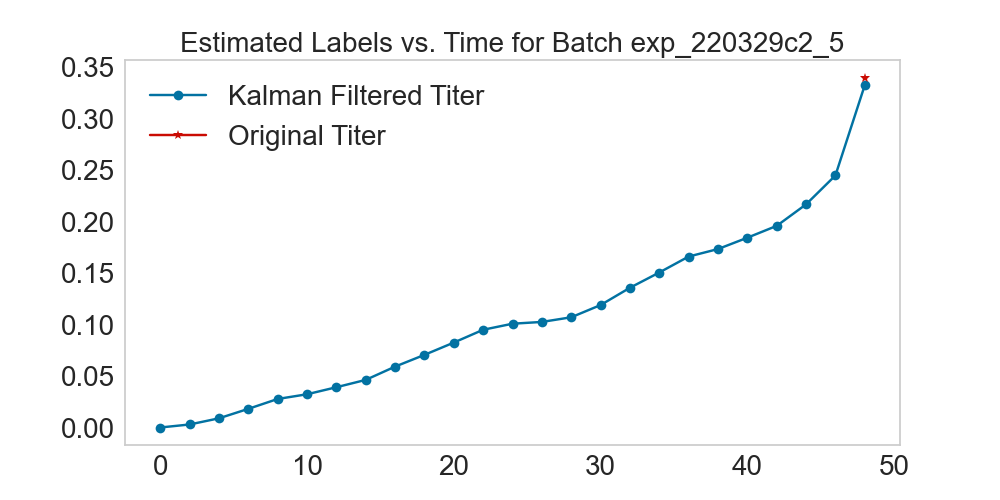 Estimated Labels vs. Time for Batch exp_220329c2_5
0.35
0.30
0.25
0.20
0.15
0.10
0.05
0.00
Kalman Filtered Titer
Original Titer
0 10 20 30 40 50